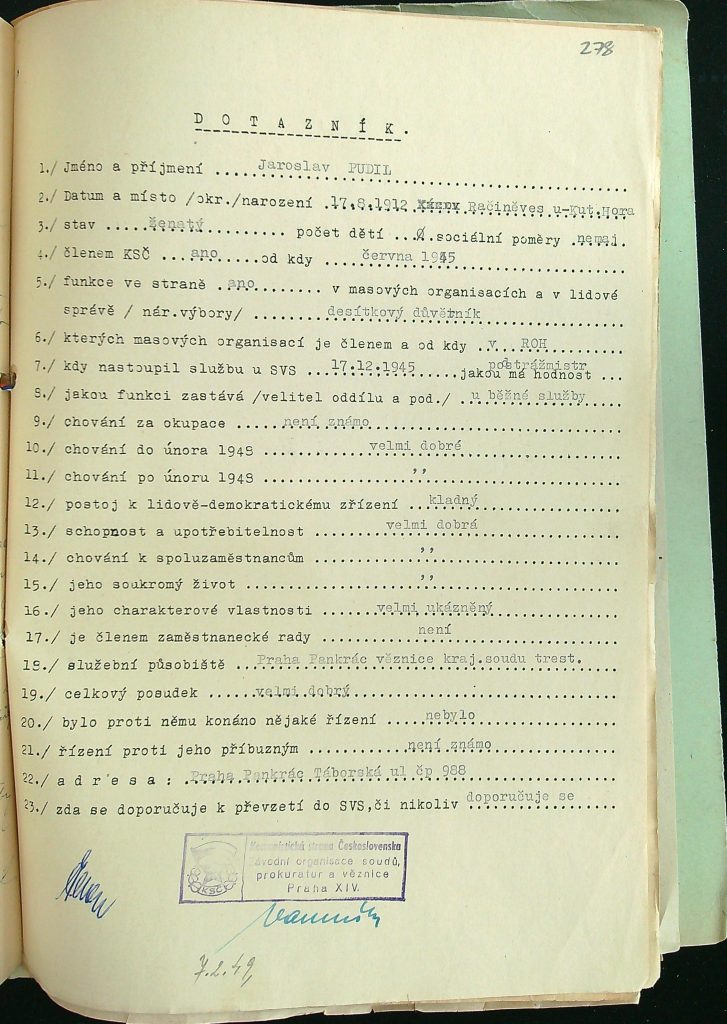 278
D O T A Z N Í K .
1./ Jméno a příjmení ..... Jaroslav PUDIL
2./ Datum a místo /okr./narození .17.8.1912 Račiněves u-Kut.Hora
3./ stav .....ženatý............ počet dětí ..Ø.sociální poměry .nemaj.
4./ členem KSČ ..ano.....od kdy .....června 1945
5./ funkce ve straně ..ano........ v masových organisacích a v lidové
správě / nár.výbory/ ..........desítkový důvěrník
6./ kterých masových organisací je členem a od kdy ..v ROH
7./ kdy nastoupil službu u SVS ...17.12.1945......jakou má hodnost ... postrážmistr
8./ jakou funkci zastává /velitel oddílu a pod./ ..u běžné služby
9./ chování za okupace ......není známo
10./ chování do února 1948 ............velmi dobré
11./ chování po únoru 1948 ............,,
12./ postoj k lidově-demokratickému zřízení ..kladný
13./ schopnost a upotřebitelnost ........velmi dobrá
14./ chování k spoluzaměstnancům ............,,
15./ jeho soukromý život ....................,,
16./ jeho charakterové vlastnosti .......velmi ukázněný
17./ je členem zaměstnanecké rady ............není
18./ služební působiště ..Praha Pankrác věznice kraj.soudu trest.
19./ celkový posudek ......velmi dobrý
20./ bylo proti němu konáno nějaké řízení .....nebylo
21./ řízení proti jeho příbuzným ............není známo
22./ a d r e s a : ..Praha Pankrác Táborská ul čp 988
23./ zda se doporučuje k převzetí do SVS,či nikoliv doporučuje se
Komunistická strana Československa
Závodní organisace soudů,
prokuratur a věznice
Praha XIV.
KSČ
7.2.49